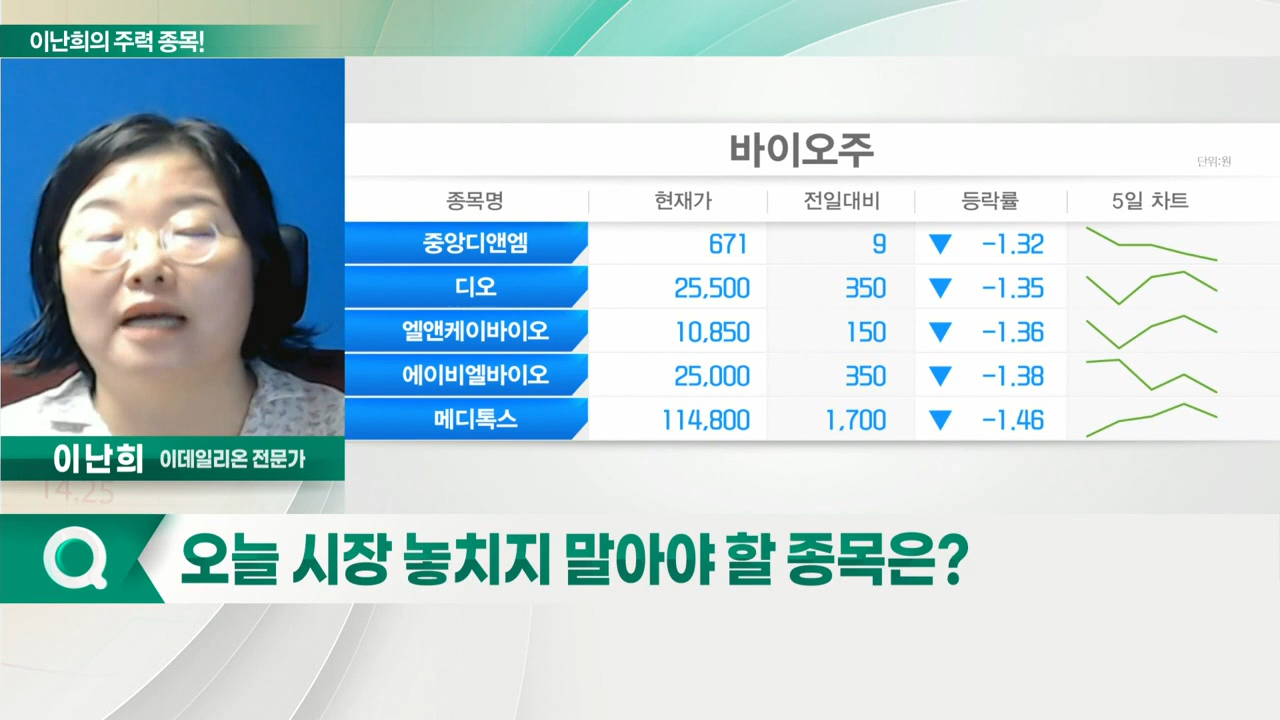 이난희의 주력 종목!
바이오주
단위:원
종목명 현재가 전일대비 등락률 5일 차트
중앙디앤엠 671 9 ▼ -1.32
디오 25,500 350 ▼ -1.35
엘앤케이바이오 10,850 150 ▼ -1.36
에이비엘바이오 25,000 350 ▼ -1.38
메디톡스 114,800 1,700 ▼ -1.46
이난희 이데일리온 전문가
14.25
Q 오늘 시장 놓치지 말아야 할 종목은?